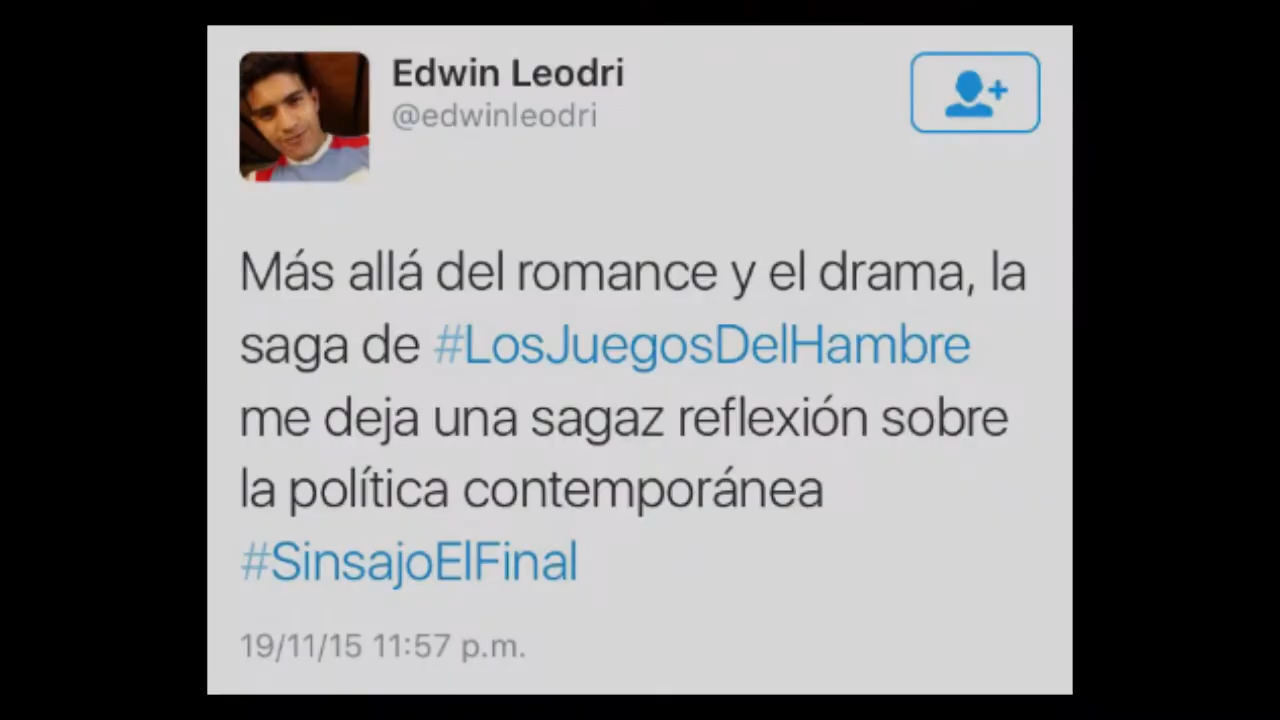 Edwin Leodri
@edwinleodri
Más allá del romance y el drama, la
saga de #LosJuegosDelHambre
me deja una sagaz reflexión sobre
la política contemporánea
#SinsajoElFinal
19/11/15 11:57 p.m.